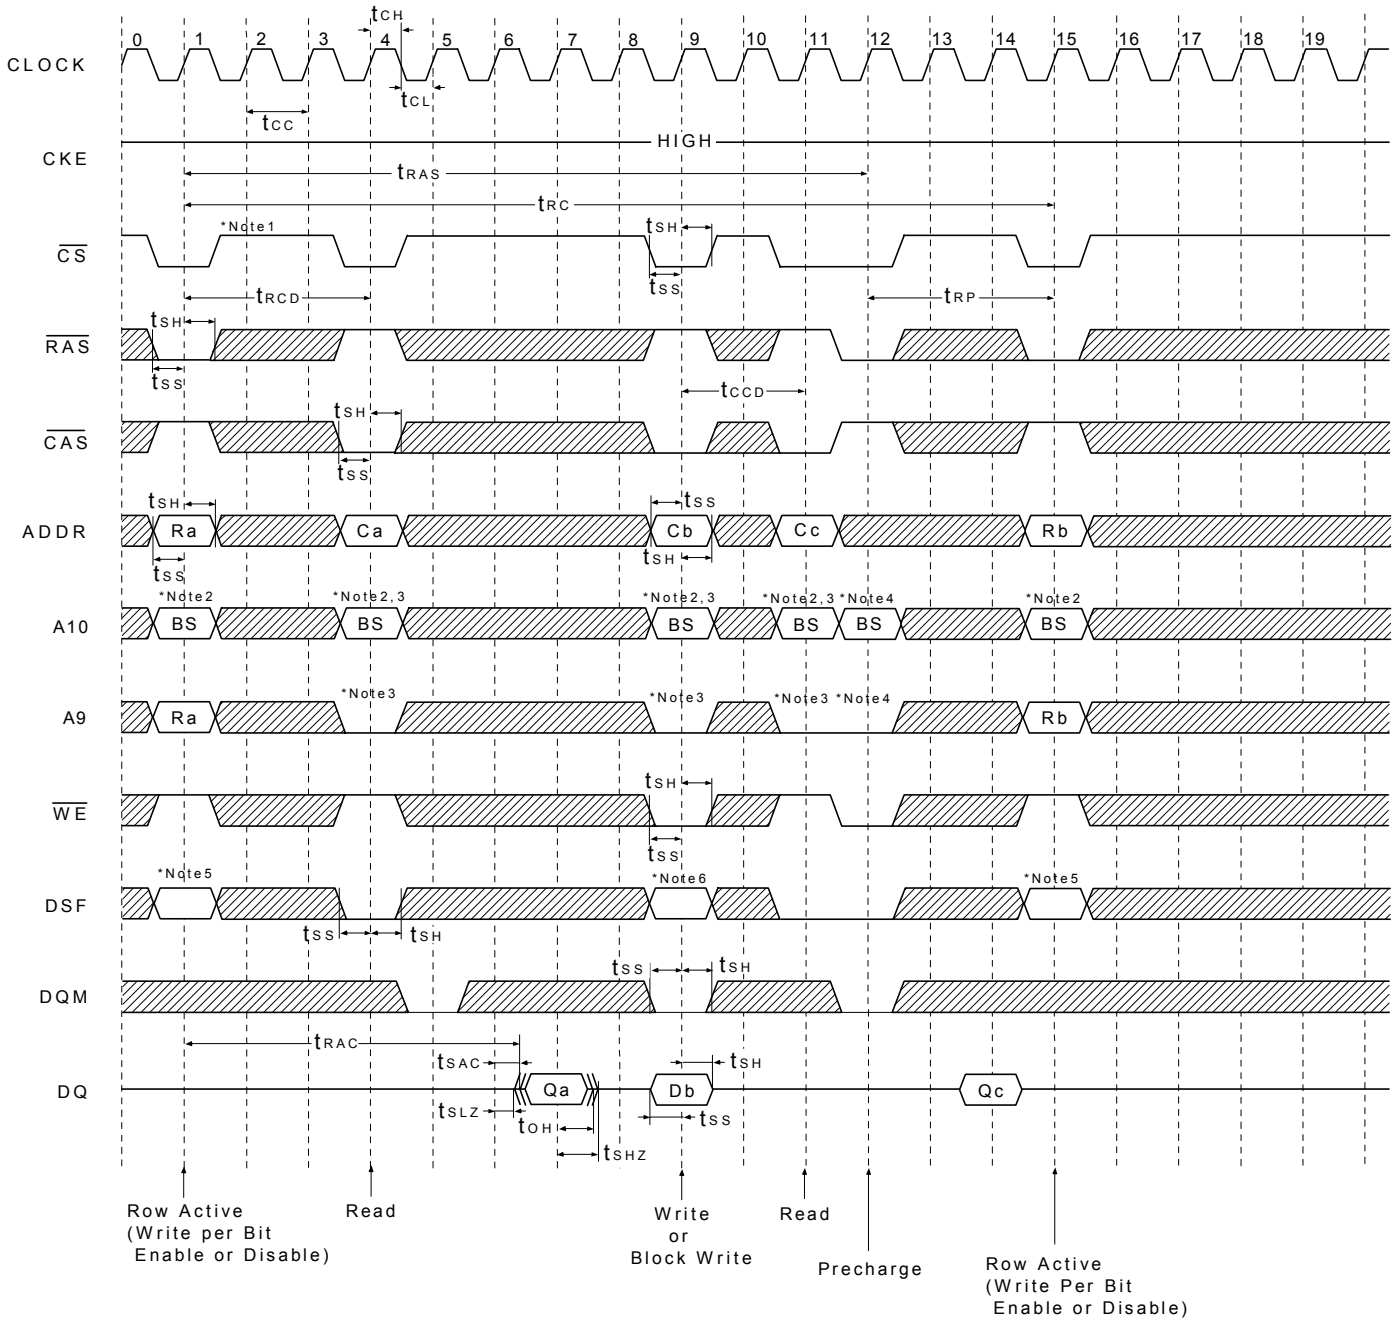 tCH
0 1 2 3 4 5 6 7 8 9 10 11 12 13 14 15 16 17 18 19
CLOCK
tCL
tCC
HIGH
CKE
tRAS
tRC
*Note1
tSH
CS
tSS
tRCD
tRP
tSH
RAS
tSS
tCCD
tSH
CAS
tSS
tSH
tSS
ADDR Ra Ca Cb Cc Rb
tSH
tSS
*Note2 *Note2,3 *Note2,3 *Note2,3 *Note4 *Note2
A10 BS BS BS BS BS BS
*Note3 *Note3 *Note3 *Note4
A9 Ra Rb
tSH
WE
tSS
*Note5 *Note6 *Note5
DSF
tSS tSH
tSS tSH
DQM
tRAC
tSAC tSH
DQ Qa Db Qc
tSLZ tOH tSS
tSHZ
Row Active
(Write per Bit
Enable or Disable)
Read
Write
or
Block Write
Read
Precharge
Row Active
(Write Per Bit
Enable or Disable)